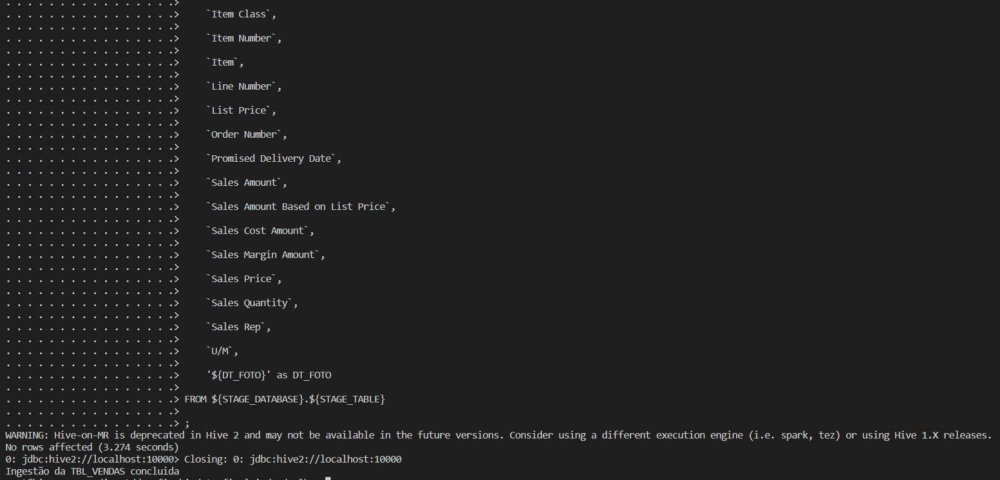 . . . . . . . . . . . . . . . .>
. . . . . . . . . . . . . . . .>     `Item Class`,
. . . . . . . . . . . . . . . .>
. . . . . . . . . . . . . . . .>     `Item Number`,
. . . . . . . . . . . . . . . .>
. . . . . . . . . . . . . . . .>     `Item`,
. . . . . . . . . . . . . . . .>
. . . . . . . . . . . . . . . .>     `Line Number`,
. . . . . . . . . . . . . . . .>
. . . . . . . . . . . . . . . .>     `List Price`,
. . . . . . . . . . . . . . . .>
. . . . . . . . . . . . . . . .>     `Order Number`,
. . . . . . . . . . . . . . . .>
. . . . . . . . . . . . . . . .>     `Promised Delivery Date`,
. . . . . . . . . . . . . . . .>
. . . . . . . . . . . . . . . .>     `Sales Amount`,
. . . . . . . . . . . . . . . .>
. . . . . . . . . . . . . . . .>     `Sales Amount Based on List Price`,
. . . . . . . . . . . . . . . .>
. . . . . . . . . . . . . . . .>     `Sales Cost Amount`,
. . . . . . . . . . . . . . . .>
. . . . . . . . . . . . . . . .>     `Sales Margin Amount`,
. . . . . . . . . . . . . . . .>
. . . . . . . . . . . . . . . .>     `Sales Price`,
. . . . . . . . . . . . . . . .>
. . . . . . . . . . . . . . . .>     `Sales Quantity`,
. . . . . . . . . . . . . . . .>
. . . . . . . . . . . . . . . .>     `Sales Rep`,
. . . . . . . . . . . . . . . .>
. . . . . . . . . . . . . . . .>     `U/M`,
. . . . . . . . . . . . . . . .>
. . . . . . . . . . . . . . . .>     '${DT_FOTO}' as DT_FOTO
. . . . . . . . . . . . . . . .>
. . . . . . . . . . . . . . . .> FROM ${STAGE_DATABASE}.${STAGE_TABLE}
. . . . . . . . . . . . . . . .>
. . . . . . . . . . . . . . . .> ;
WARNING: Hive-on-MR is deprecated in Hive 2 and may not be available in the future versions. Consider using a different execution engine (i.e. spark, tez) or using Hive 1.X releases.
No rows affected (3.274 seconds)
0: jdbc:hive2://localhost:10000> Closing: 0: jdbc:hive2://localhost:10000
Ingestão da TBL_VENDAS concluida